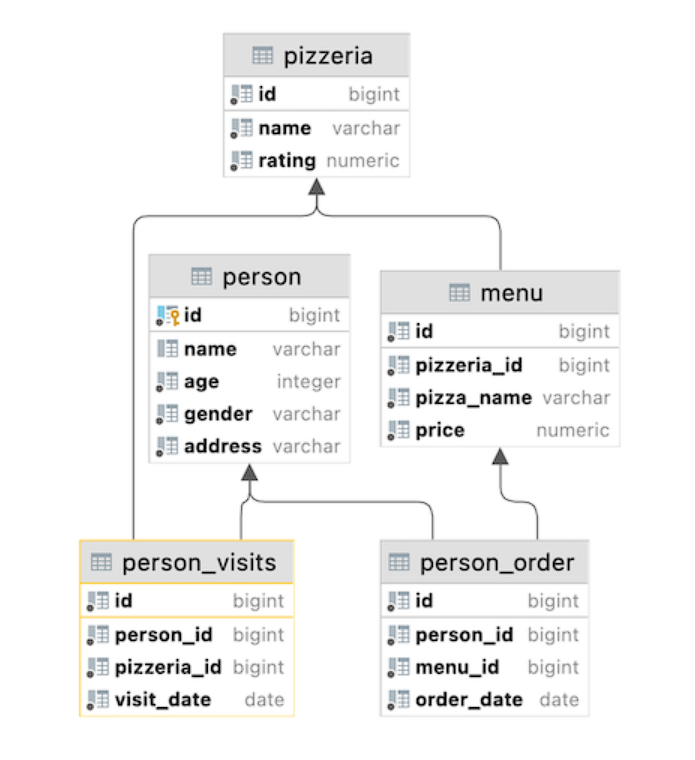 pizzeria
id bigint
name varchar
rating numeric
person
id bigint
name varchar
age integer
gender varchar
address varchar
menu
id bigint
pizzeria_id bigint
pizza_name varchar
price numeric
person_visits
id bigint
person_id bigint
pizzeria_id bigint
visit_date date
person_order
id bigint
person_id bigint
menu_id bigint
order_date date